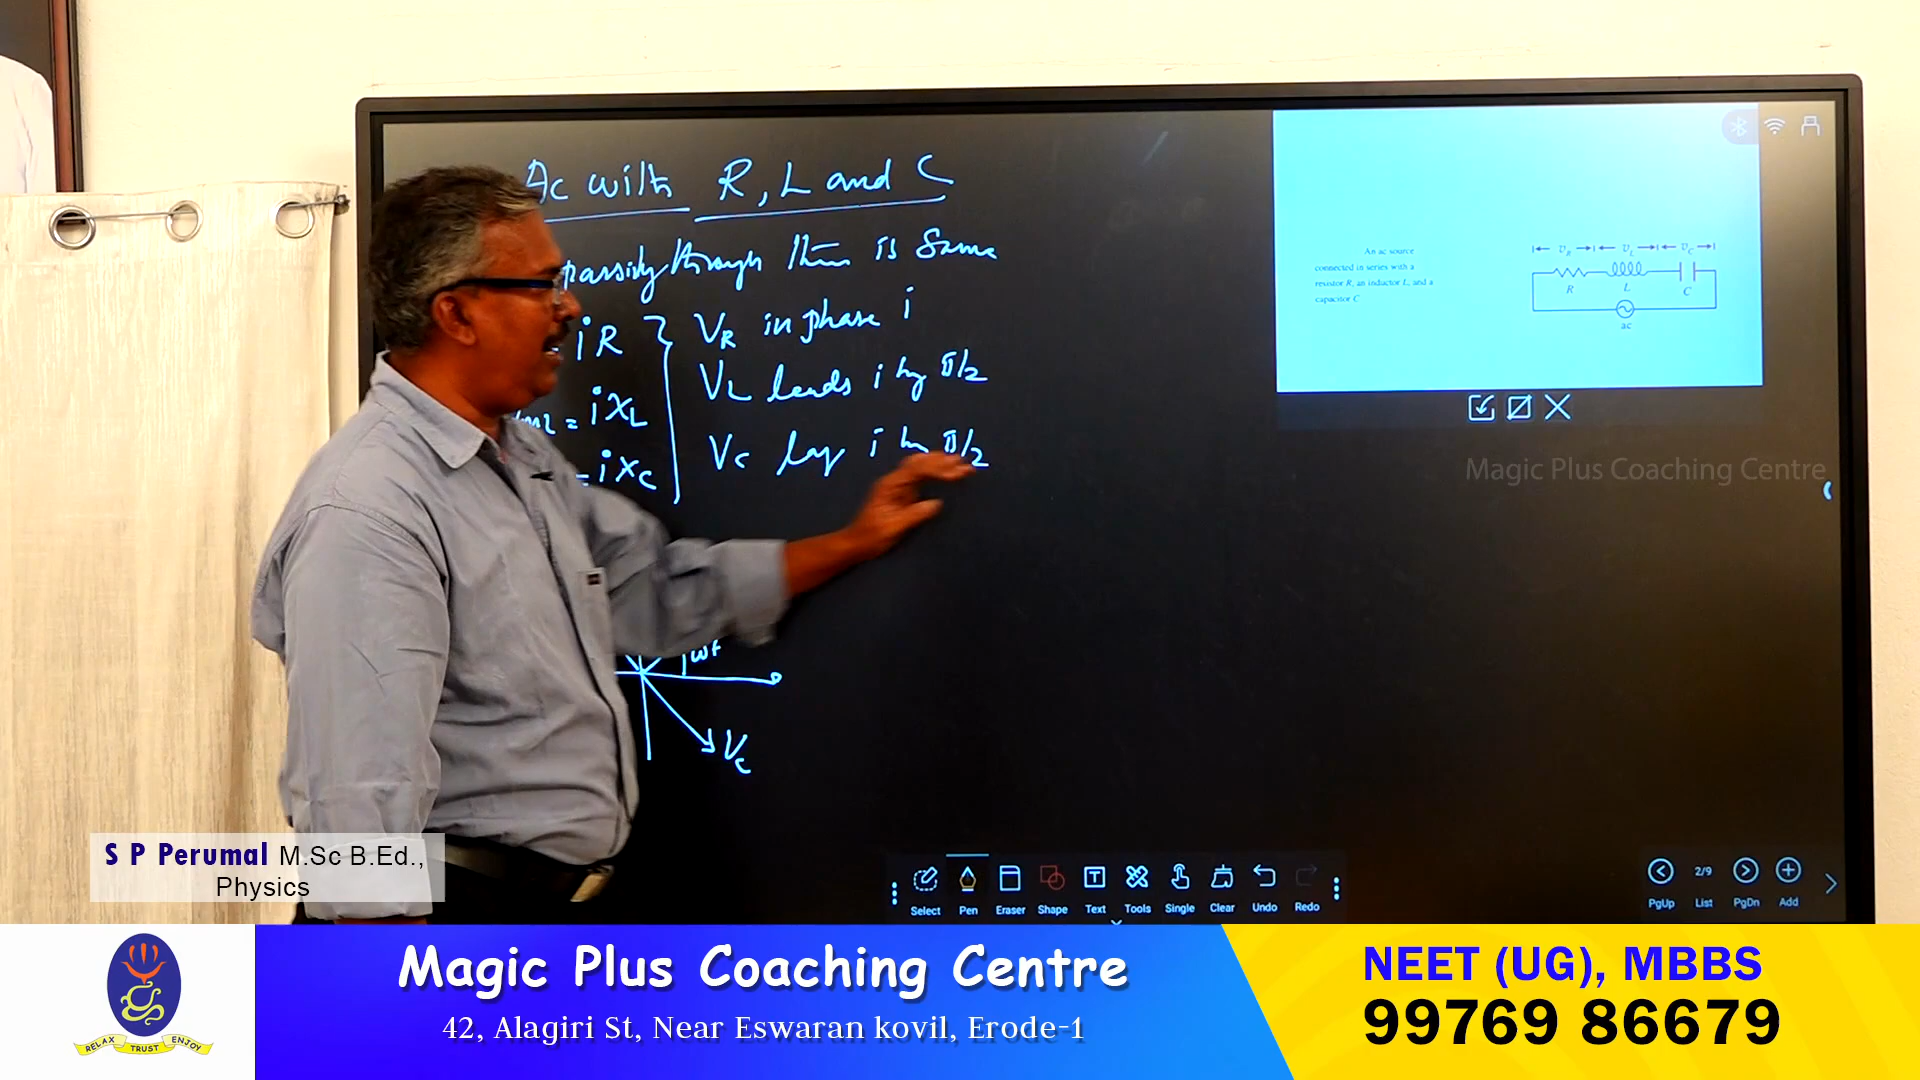 Ac with R, L and C
passing through them is same
iR
VR in phase i
= iXL
VL leads i by π/2
= iXC
VC lag i by π/2
ωt
VC
An ac source
connected in series with a
resistor R, an inductor L, and a
capacitor C
VR VL VC
R L C
ac
Magic Plus Coaching Centre
Select Pen Eraser Shape Text Tools Single Clear Undo Redo
2/9
PgUp List PgDn Add
S P Perumal M.Sc B.Ed.,
Physics
RELAX TRUST ENJOY
Magic Plus Coaching Centre
42, Alagiri St, Near Eswaran kovil, Erode-1
NEET (UG), MBBS
99769 86679